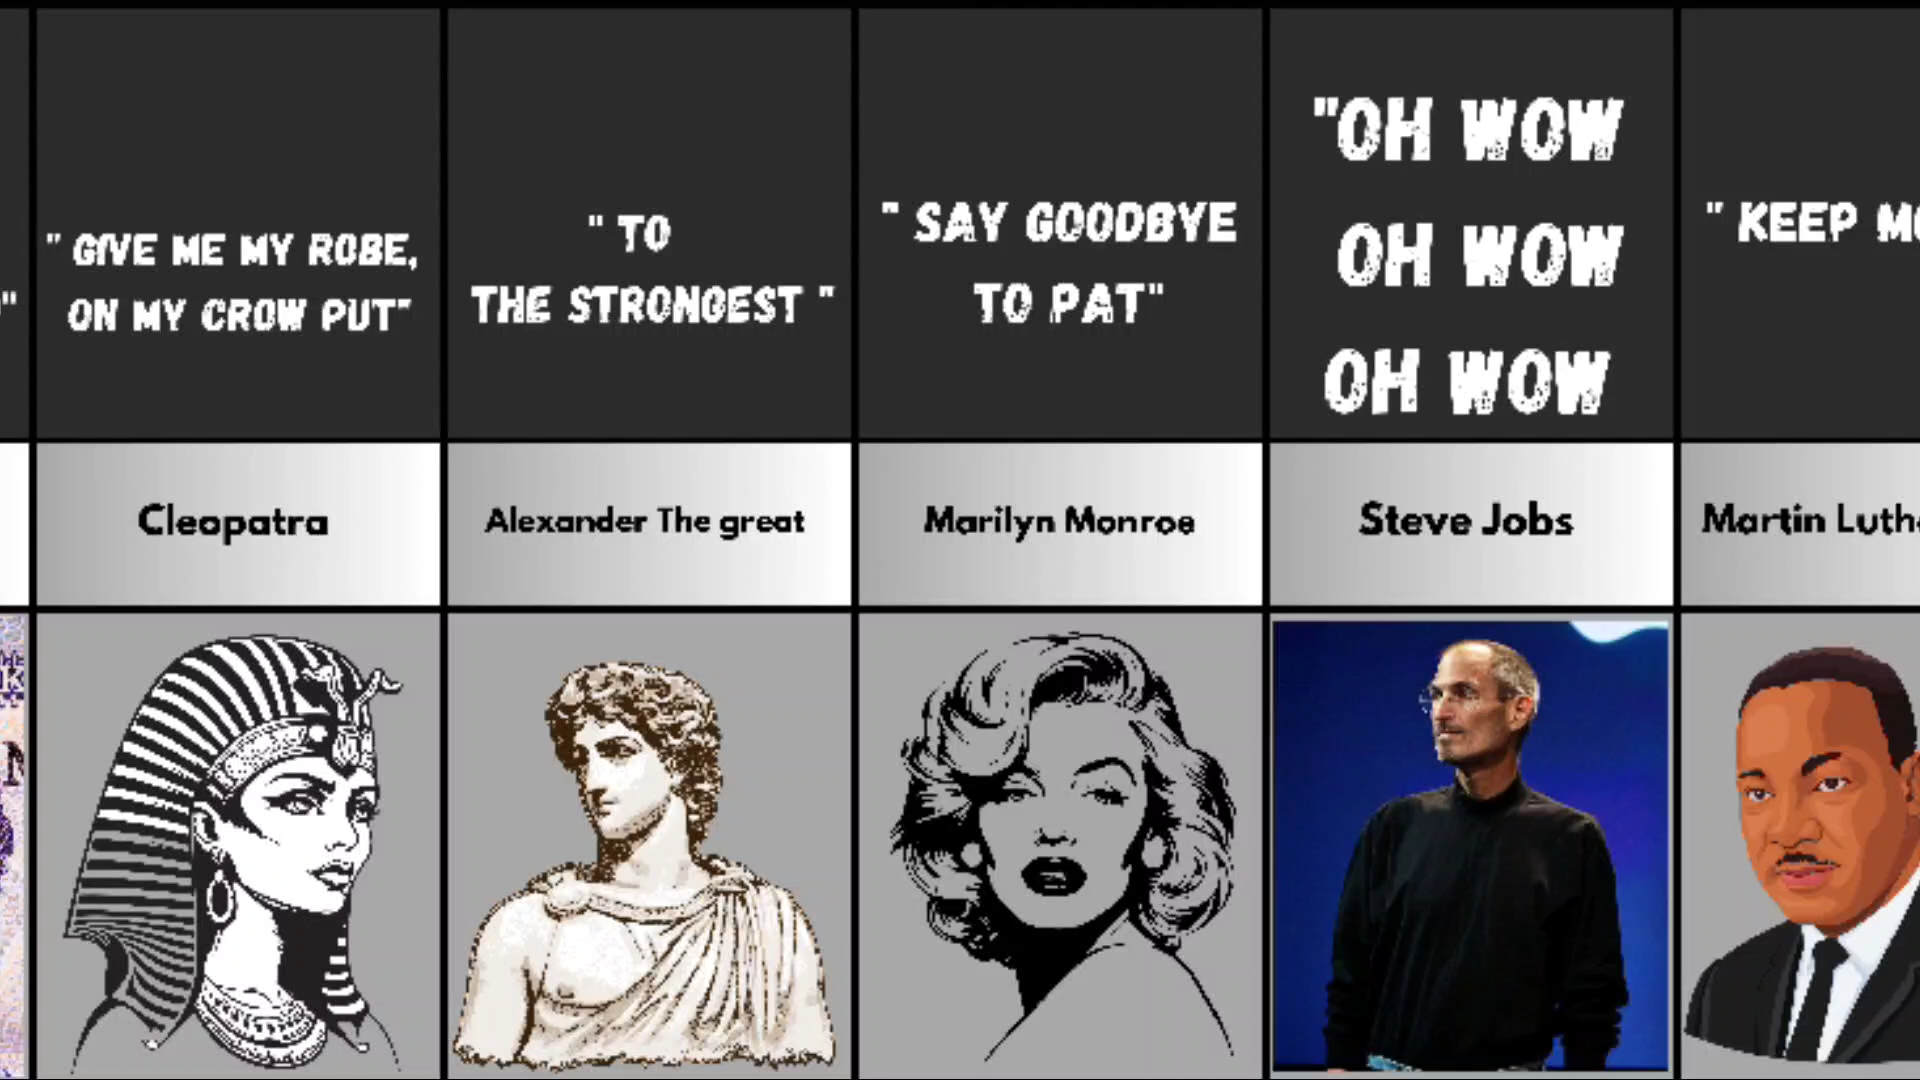 "
" GIVE ME MY ROBE,
ON MY CROW PUT"
Cleopatra
" TO
THE STRONGEST "
Alexander The great
" SAY GOODBYE
TO PAT"
Marilyn Monroe
"OH WOW
OH WOW
OH WOW
Steve Jobs
" KEEP
Martin